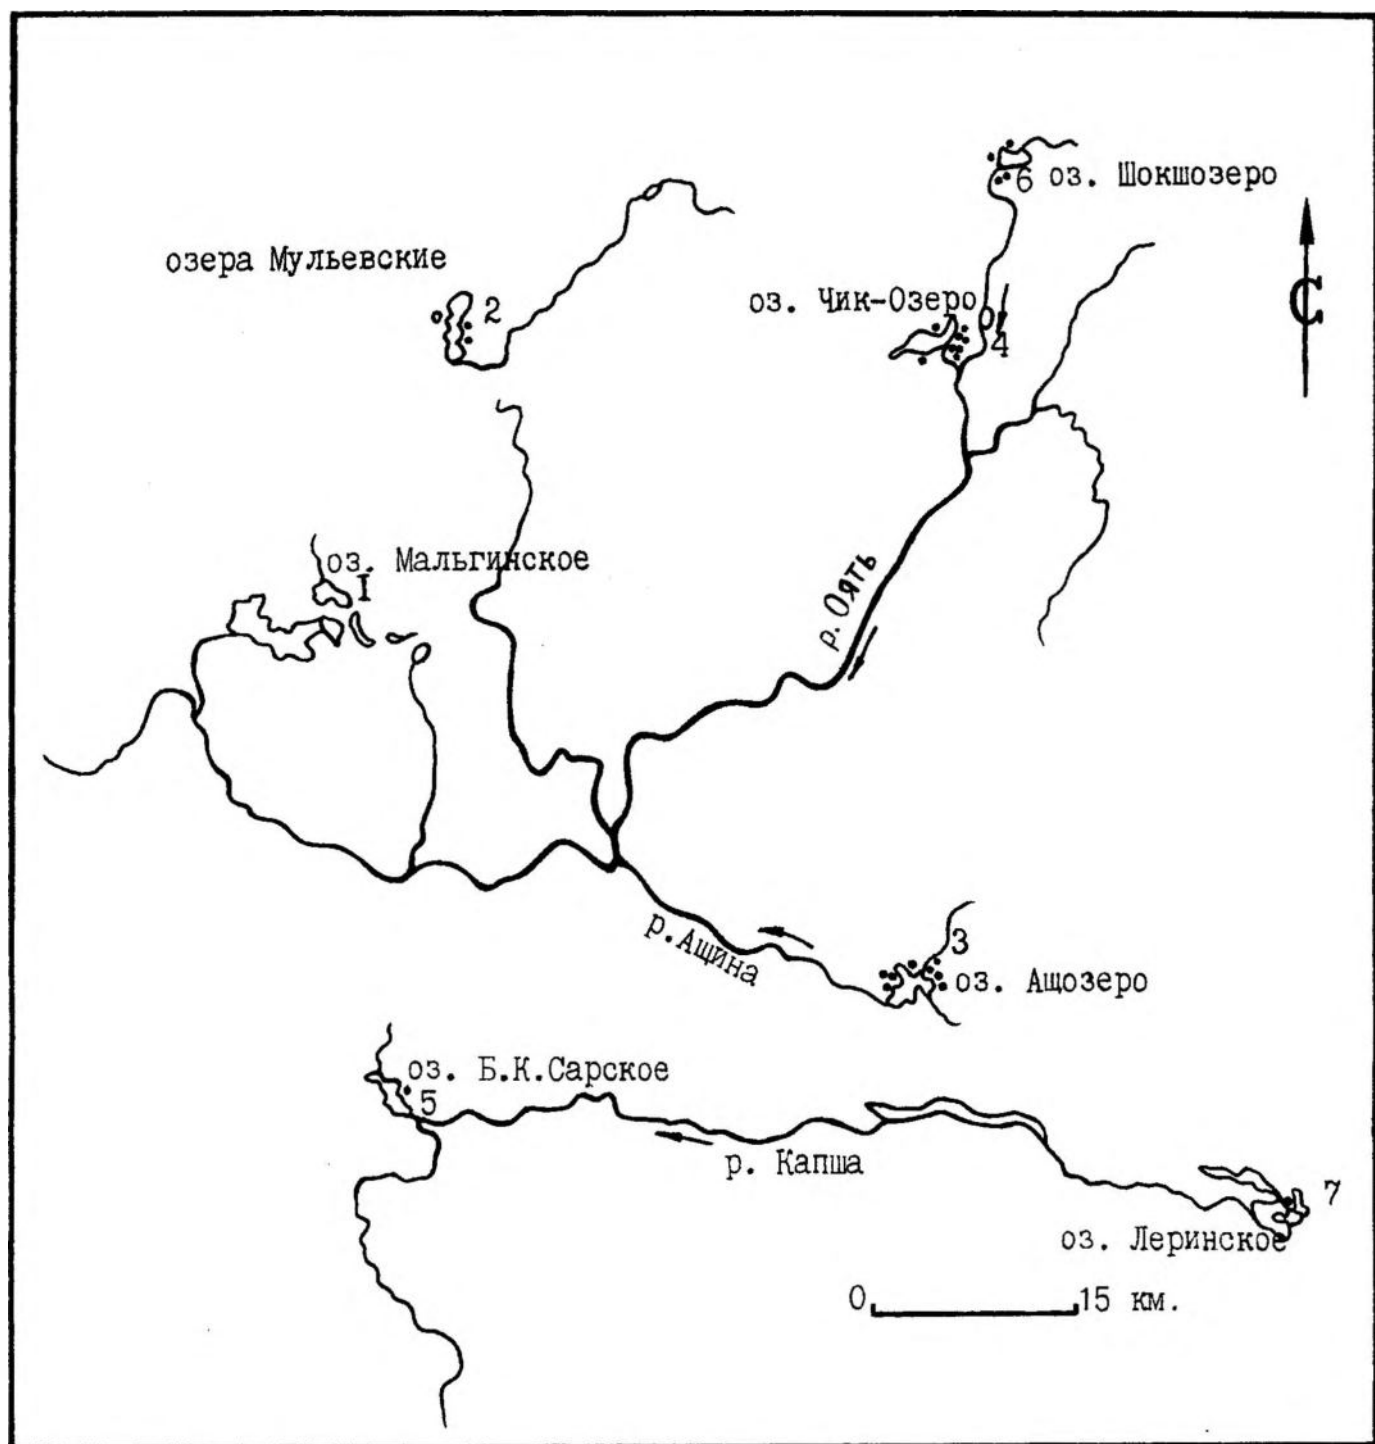 6 оз. Шокшозеро
озера Мульевские
2
оз. Чик-Озеро
4
С
оз. Мальгинское
I
р. Оять
р. Ащина
3
оз. Ащозеро
оз. Б.К.Сарское
5
р. Капша
7
оз. Леринское
0 15 км.